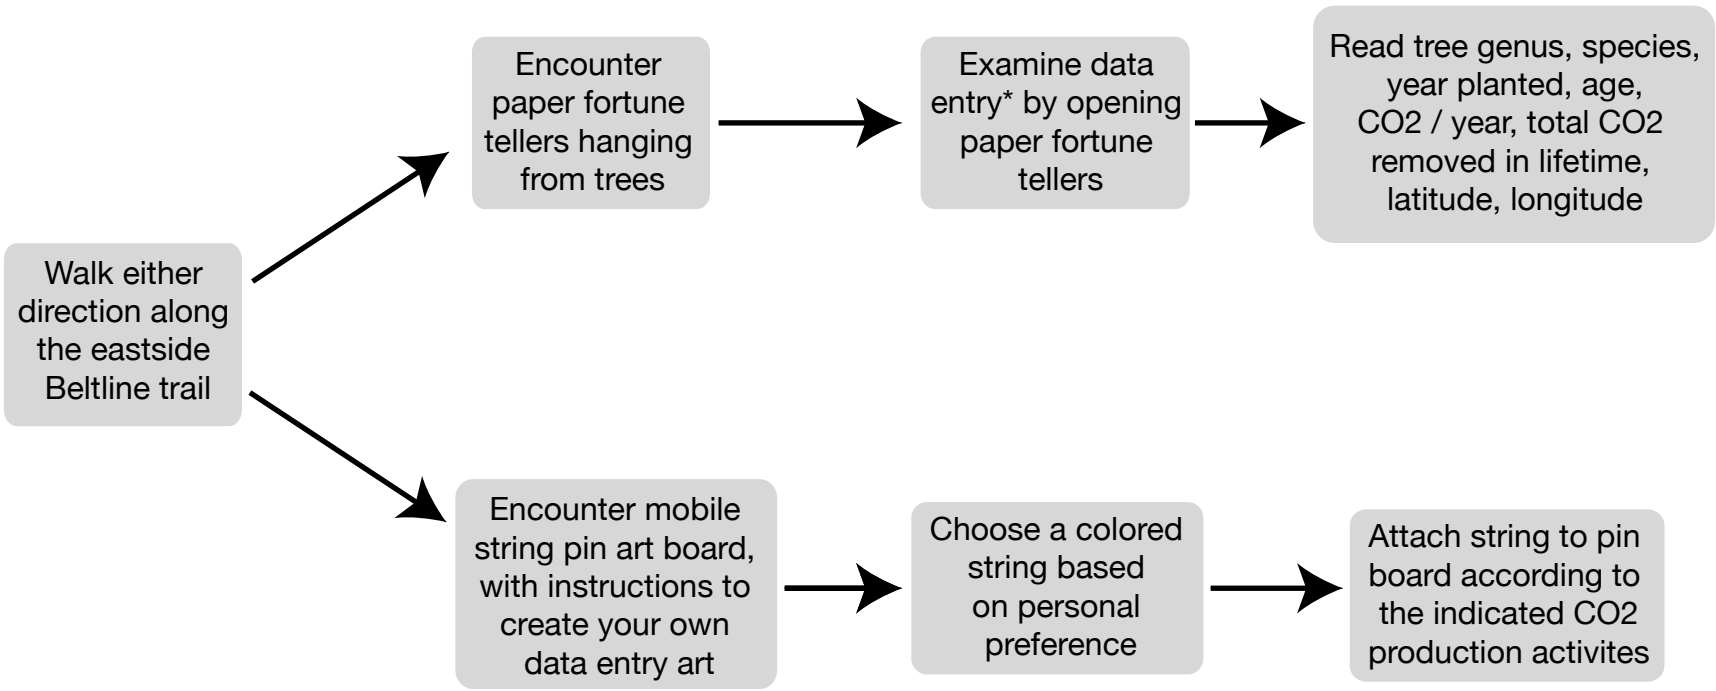 Walk either
direction along
the eastside
Beltline trail
Encounter
paper fortune
tellers hanging
from trees
Examine data
entry* by opening
paper fortune
tellers
Read tree genus, species,
year planted, age,
CO2 / year, total CO2
removed in lifetime,
latitude, longitude
Encounter mobile
string pin art board,
with instructions to
create your own
data entry art
Choose a colored
string based
on personal
preference
Attach string to pin
board according to
the indicated CO2
production activites